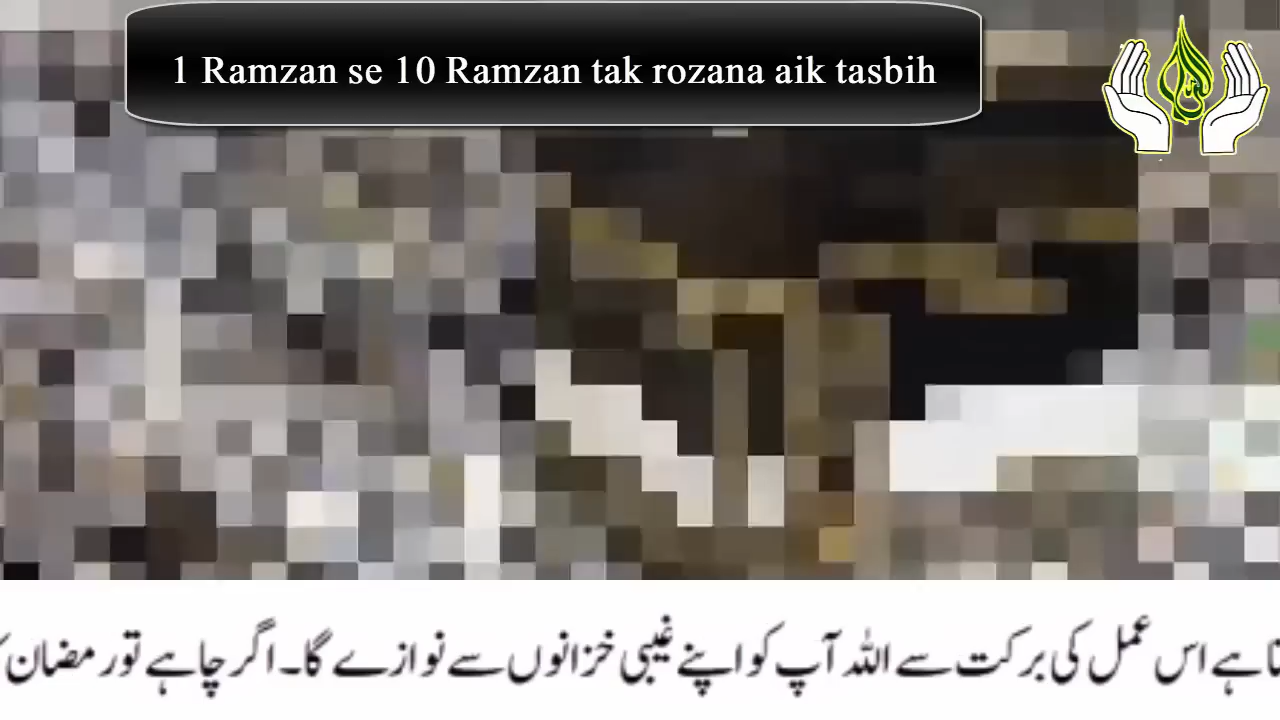 1 Ramzan se 10 Ramzan tak rozana aik tasbih
ہے اس عمل کی برکت سے اللہ آپ کو اپنے غیبی خزانوں سے نوازے گا۔ اگر چاہے تو رمضان